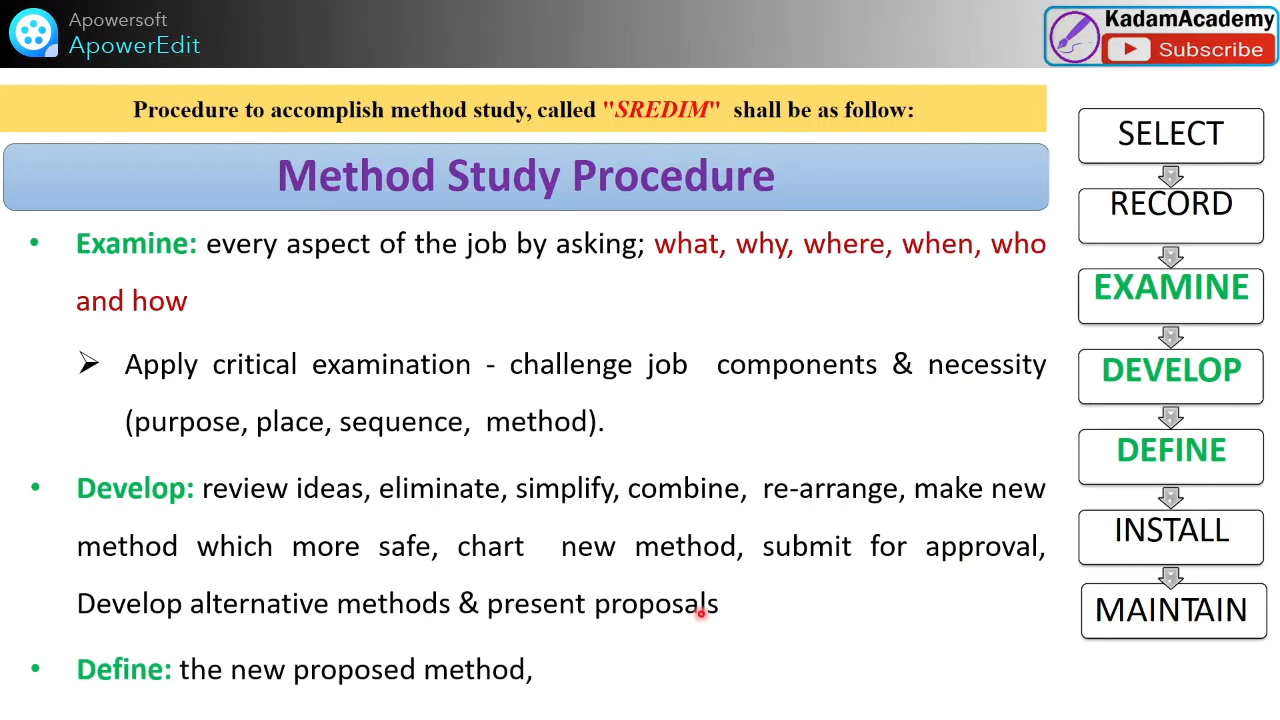 Apowersoft
ApowerEdit
KadamAcademy
Subscribe
Procedure to accomplish method study, called "SREDIM" shall be as follow:
Method Study Procedure
• Examine: every aspect of the job by asking; what, why, where, when, who
and how
➢ Apply critical examination - challenge job components & necessity
(purpose, place, sequence, method).
• Develop: review ideas, eliminate, simplify, combine, re-arrange, make new
method which more safe, chart new method, submit for approval,
Develop alternative methods & present proposals
• Define: the new proposed method,
SELECT
RECORD
EXAMINE
DEVELOP
DEFINE
INSTALL
MAINTAIN